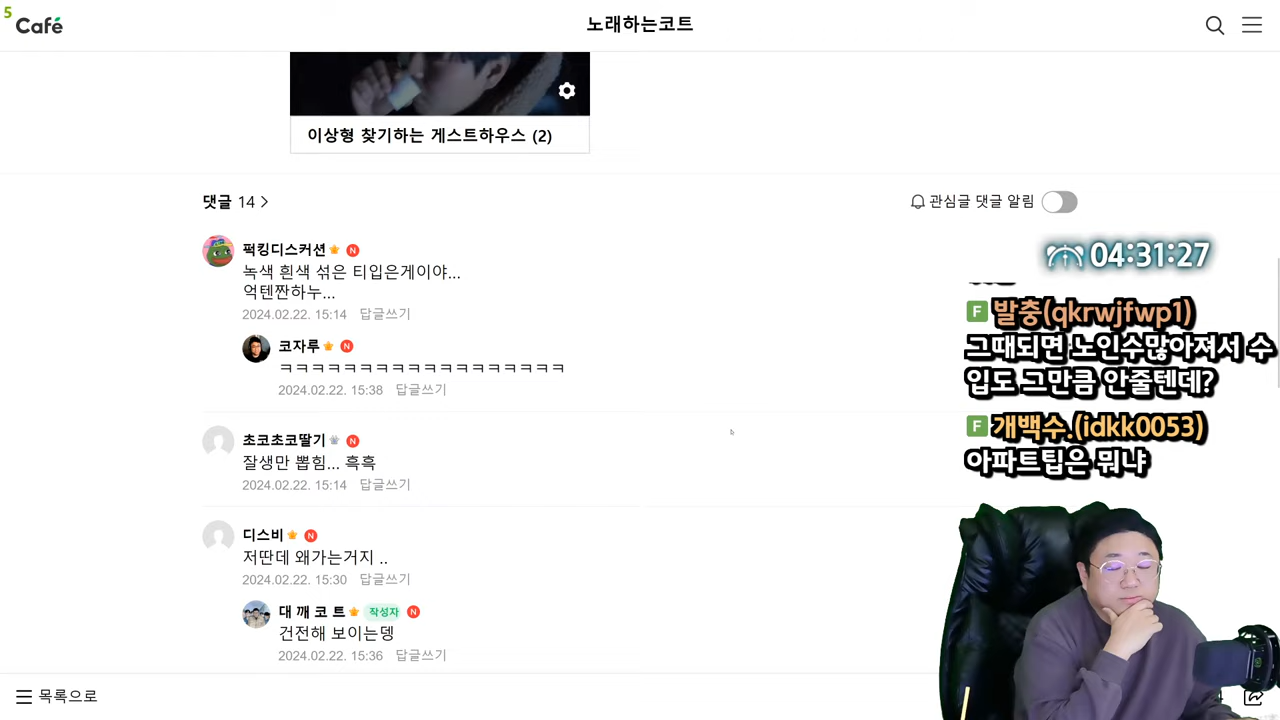 5
Café
노래하는코트
이상형 찾기하는 게스트하우스 (2)
댓글 14
관심글 댓글 알림
퍽킹디스커션 N
녹색 흰색 섞은 티입은게이야...
억텐짠하누...
2024.02.22. 15:14 답글쓰기
코자루 N
ㅋㅋㅋㅋㅋㅋㅋㅋㅋㅋㅋㅋㅋㅋㅋㅋㅋㅋ
2024.02.22. 15:38 답글쓰기
초코초코딸기 N
잘생만 뽑힘... 흑흑
2024.02.22. 15:14 답글쓰기
디스비 N
저딴데 왜가는거지 ..
2024.02.22. 15:30 답글쓰기
대 깨 코 트 작성자 N
건전해 보이는뎅
2024.02.22. 15:36 답글쓰기
목록으로
04:31:27
F 발충(qkrwjfwp1)
그때되면 노인수많아져서 수
입도 그만큼 안줄텐데?
F 개백수.(idkk0053)
아파트팁은 뭐냐